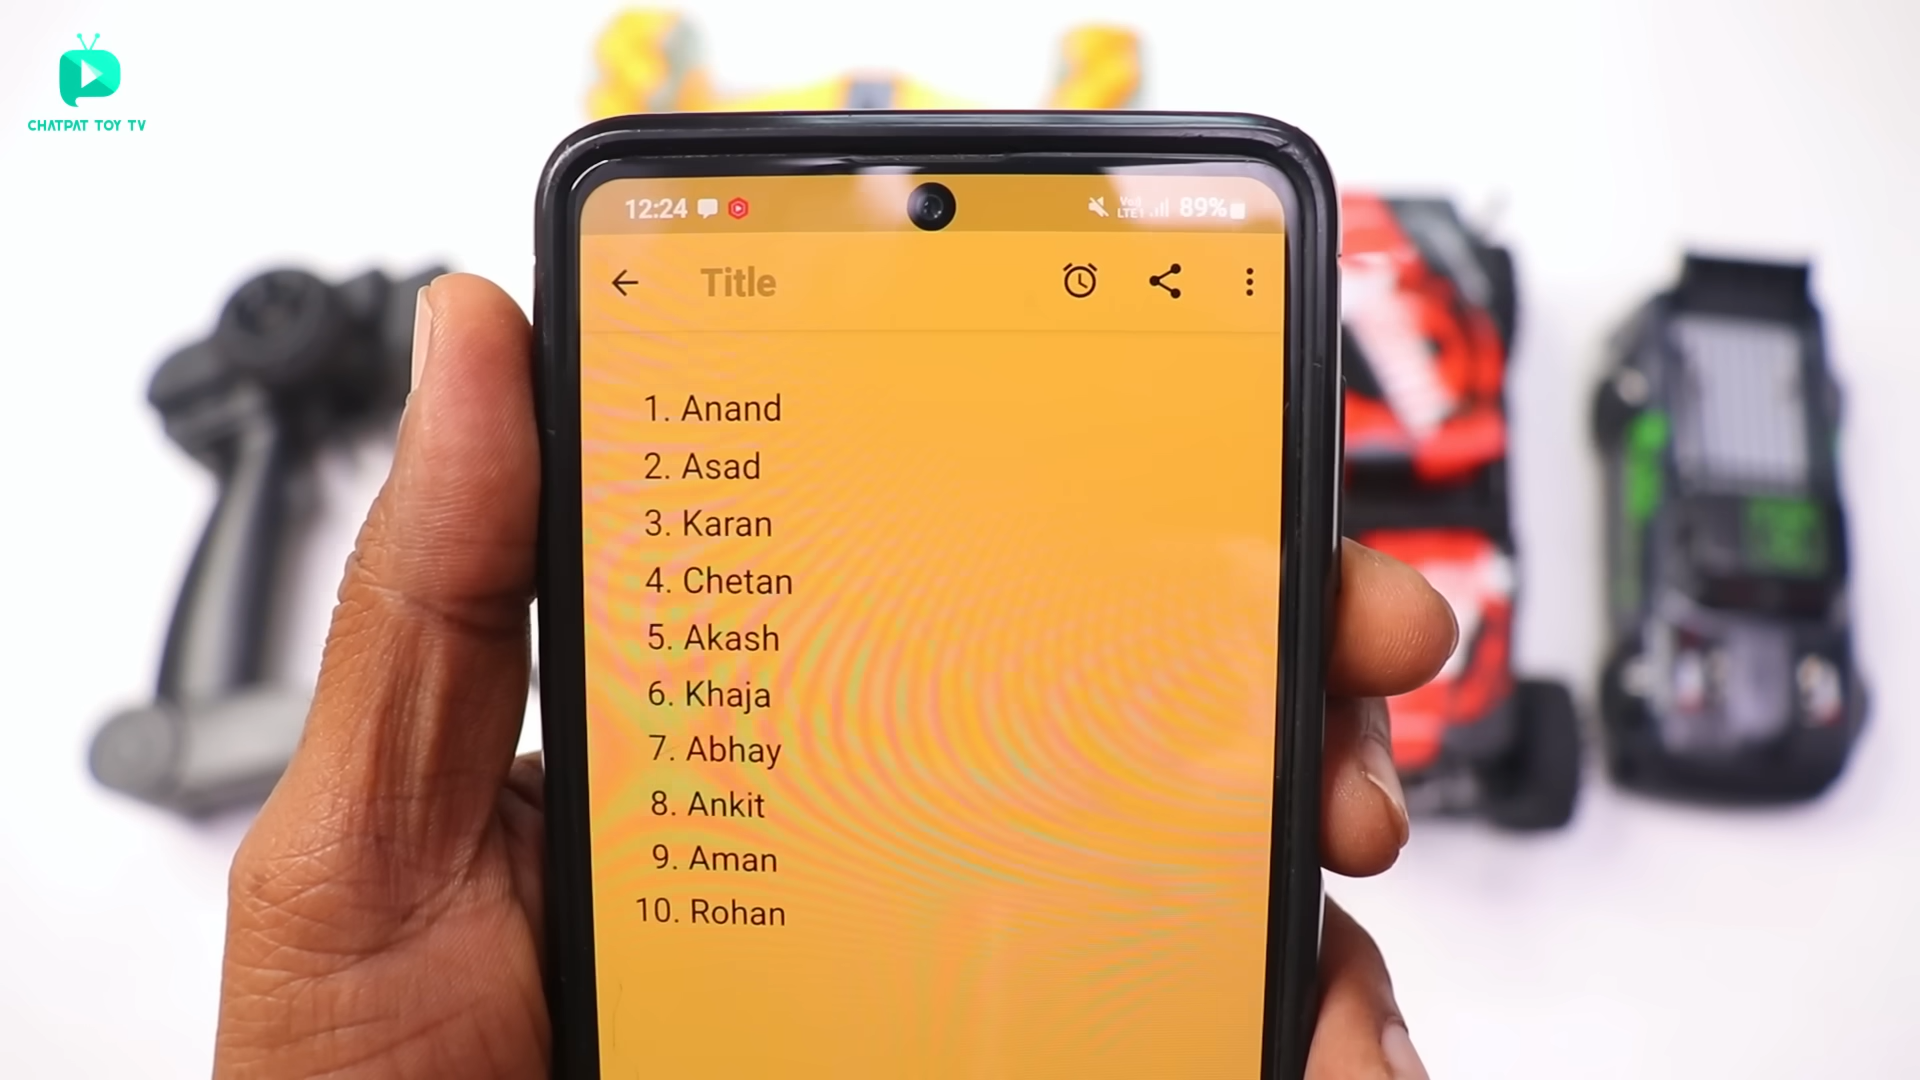 CHATPAT TOY TV
12:24 89%
Title
1. Anand
2. Asad
3. Karan
4. Chetan
5. Akash
6. Khaja
7. Abhay
8. Ankit
9. Aman
10. Rohan